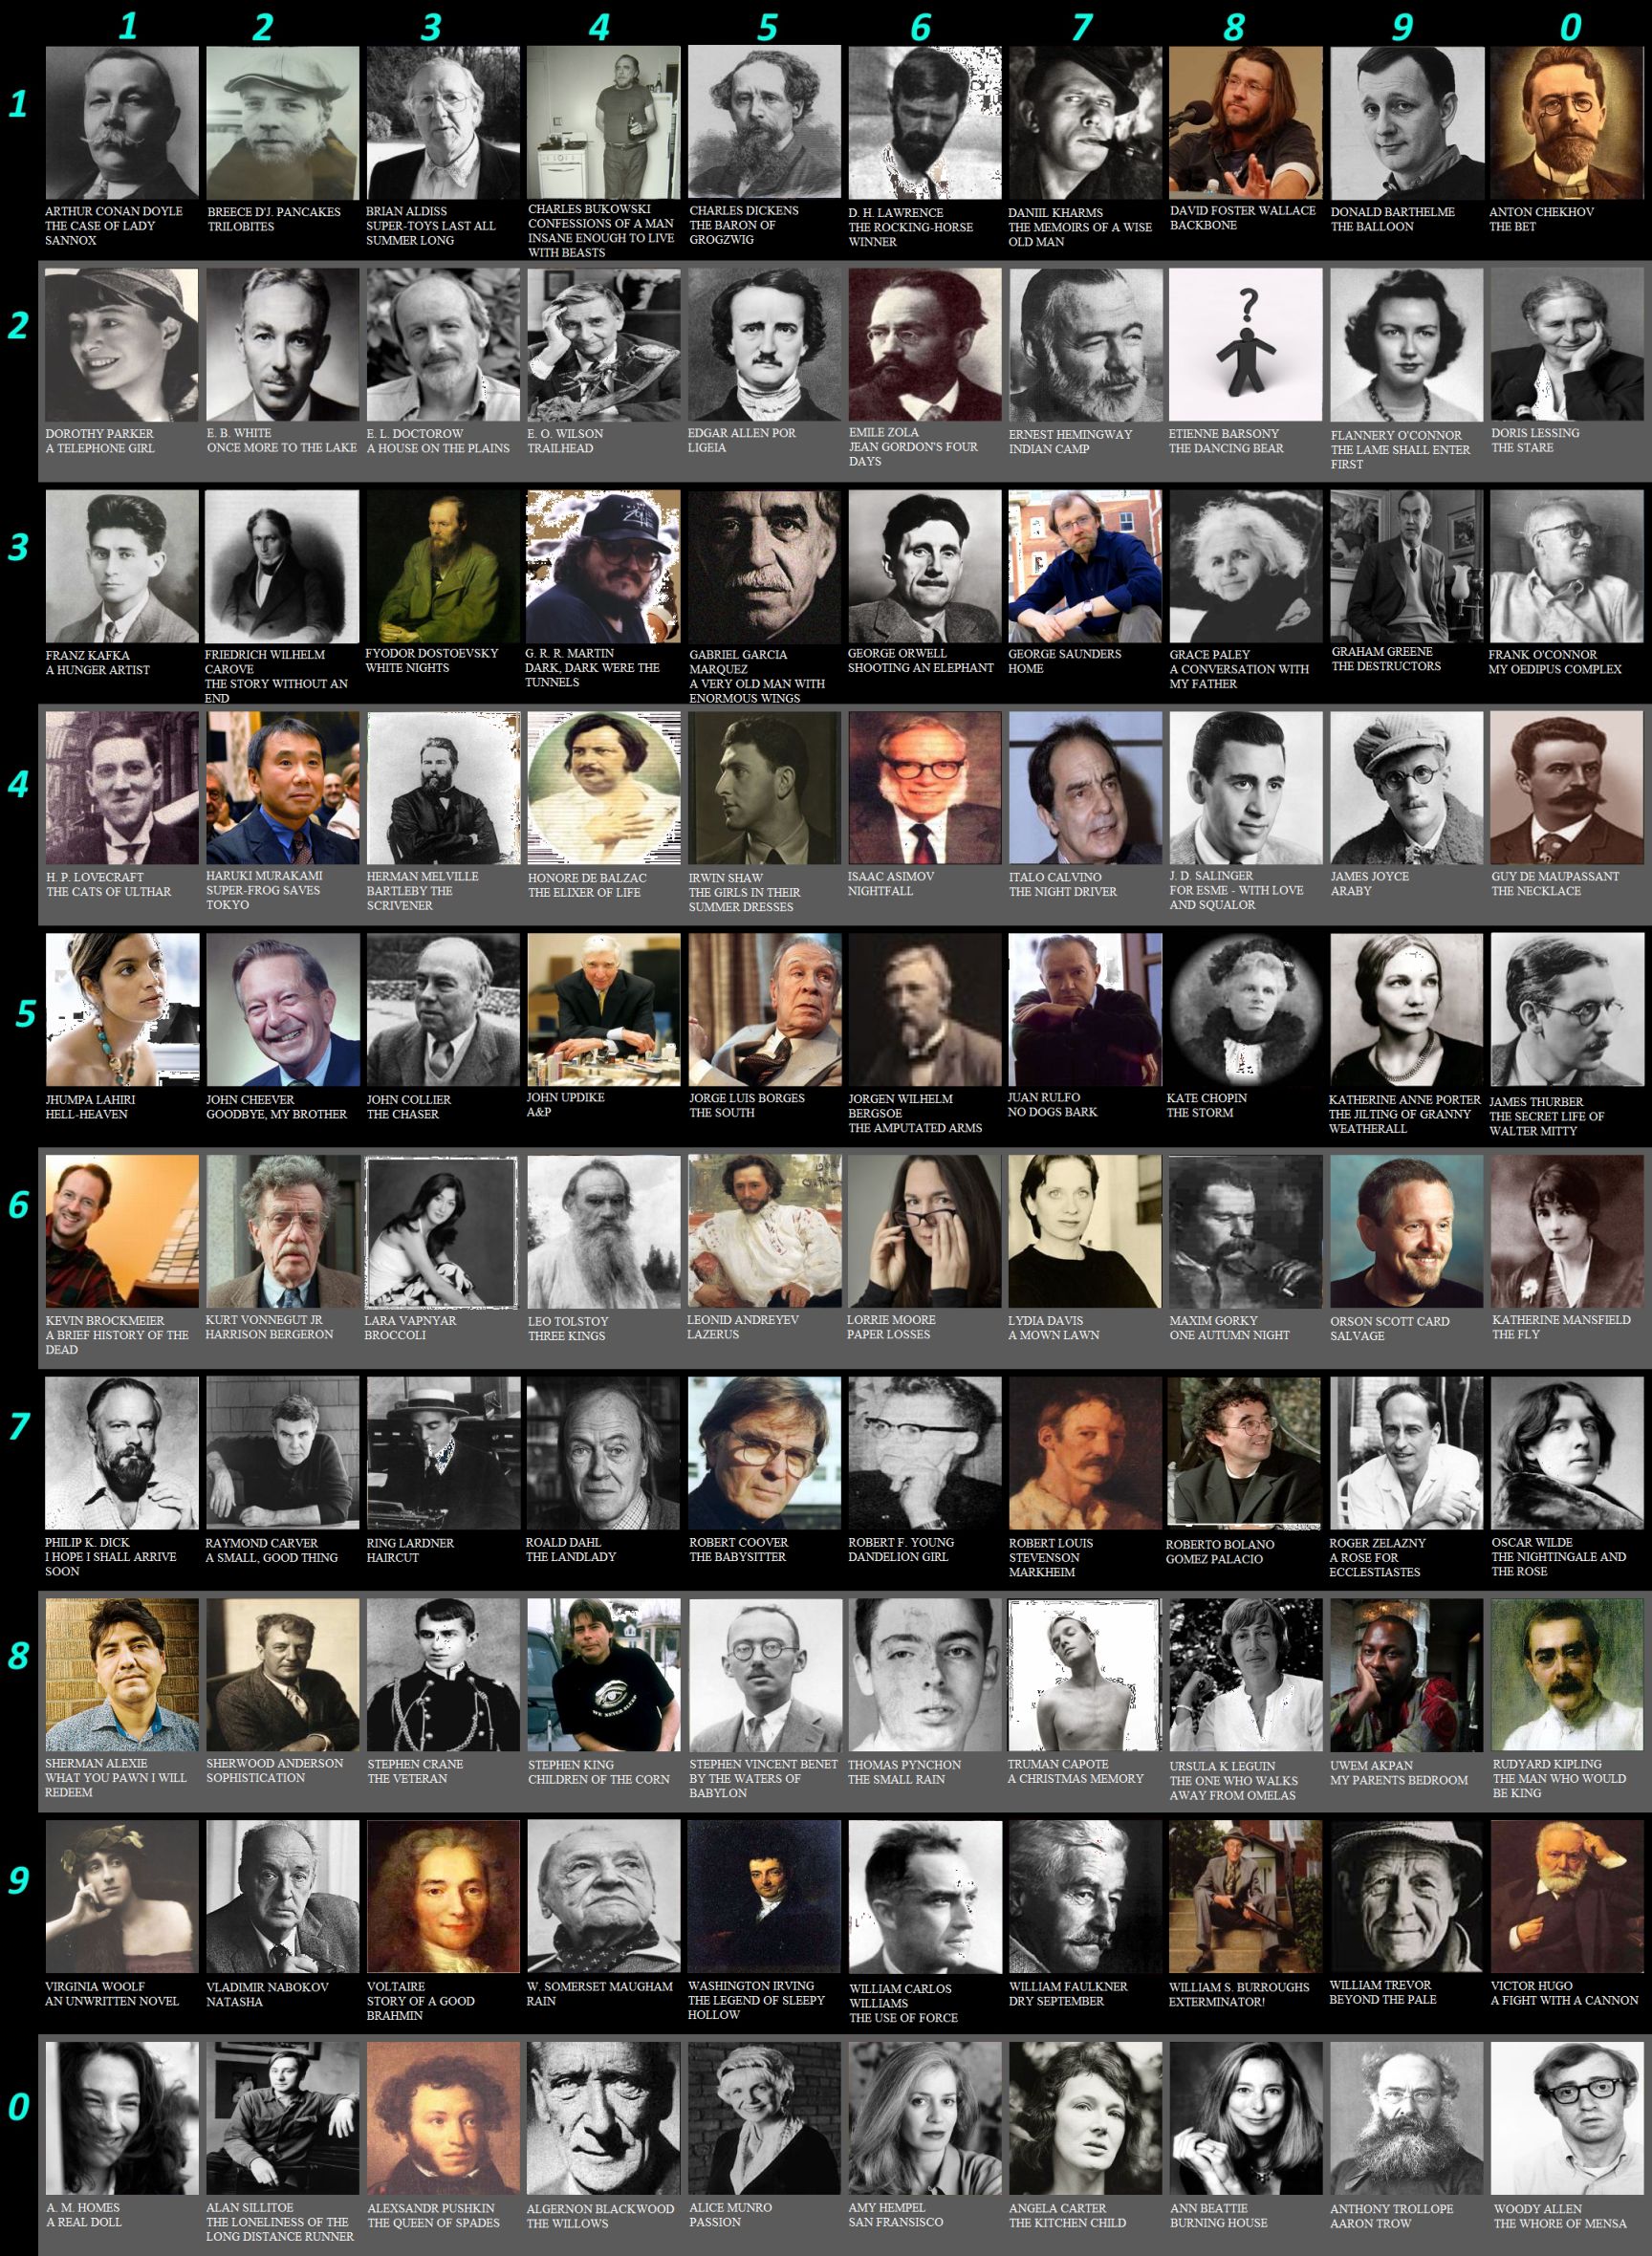 1
2
3
4
5
6
7
8
9
0
1
ARTHUR CONAN DOYLE
THE CASE OF LADY
SANNOX
BREECE D'J. PANCAKES
TRILOBITES
BRIAN ALDISS
SUPER-TOYS LAST ALL
SUMMER LONG
CHARLES BUKOWSKI
CONFESSIONS OF A MAN
INSANE ENOUGH TO LIVE
WITH BEASTS
CHARLES DICKENS
THE BARON OF
GROGZWIG
D. H. LAWRENCE
THE ROCKING-HORSE
WINNER
DANIIL KHARMS
THE MEMOIRS OF A WISE
OLD MAN
DAVID FOSTER WALLACE
BACKBONE
DONALD BARTHELME
THE BALLOON
ANTON CHEKHOV
THE BET
2
?
DOROTHY PARKER
A TELEPHONE GIRL
E. B. WHITE
ONCE MORE TO THE LAKE
E. L. DOCTOROW
A HOUSE ON THE PLAINS
E. O. WILSON
TRAILHEAD
EDGAR ALLEN POR
LIGEIA
EMILE ZOLA
JEAN GORDON'S FOUR
DAYS
ERNEST HEMINGWAY
INDIAN CAMP
ETIENNE BARSONY
THE DANCING BEAR
FLANNERY O'CONNOR
THE LAME SHALL ENTER
FIRST
DORIS LESSING
THE STARE
3
FRANZ KAFKA
A HUNGER ARTIST
FRIEDRICH WILHELM
CAROVE
THE STORY WITHOUT AN
END
FYODOR DOSTOEVSKY
WHITE NIGHTS
G. R. R. MARTIN
DARK, DARK WERE THE
TUNNELS
GABRIEL GARCIA
MARQUEZ
A VERY OLD MAN WITH
ENORMOUS WINGS
GEORGE ORWELL
SHOOTING AN ELEPHANT
GEORGE SAUNDERS
HOME
GRACE PALEY
A CONVERSATION WITH
MY FATHER
GRAHAM GREENE
THE DESTRUCTORS
FRANK O'CONNOR
MY OEDIPUS COMPLEX
4
H. P. LOVECRAFT
THE CATS OF ULTHAR
HARUKI MURAKAMI
SUPER-FROG SAVES
TOKYO
HERMAN MELVILLE
BARTLEBY THE
SCRIVENER
HONORE DE BALZAC
THE ELIXER OF LIFE
IRWIN SHAW
THE GIRLS IN THEIR
SUMMER DRESSES
ISAAC ASIMOV
NIGHTFALL
ITALO CALVINO
THE NIGHT DRIVER
J. D. SALINGER
FOR ESME - WITH LOVE
AND SQUALOR
JAMES JOYCE
ARABY
GUY DE MAUPASSANT
THE NECKLACE
5
JHUMPA LAHIRI
HELL-HEAVEN
JOHN CHEEVER
GOODBYE, MY BROTHER
JOHN COLLIER
THE CHASER
JOHN UPDIKE
A&P
JORGE LUIS BORGES
THE SOUTH
JORGEN WILHELM
BERGSOE
THE AMPUTATED ARMS
JUAN RULFO
NO DOGS BARK
KATE CHOPIN
THE STORM
KATHERINE ANNE PORTER
THE JILTING OF GRANNY
WEATHERALL
JAMES THURBER
THE SECRET LIFE OF
WALTER MITTY
6
KEVIN BROCKMEIER
A BRIEF HISTORY OF THE
DEAD
KURT VONNEGUT JR
HARRISON BERGERON
LARA VAPNYAR
BROCCOLI
LEO TOLSTOY
THREE KINGS
LEONID ANDREYEV
LAZERUS
LORRIE MOORE
PAPER LOSSES
LYDIA DAVIS
A MOWN LAWN
MAXIM GORKY
ONE AUTUMN NIGHT
ORSON SCOTT CARD
SALVAGE
KATHERINE MANSFIELD
THE FLY
7
PHILIP K. DICK
I HOPE I SHALL ARRIVE
SOON
RAYMOND CARVER
A SMALL, GOOD THING
RING LARDNER
HAIRCUT
ROALD DAHL
THE LANDLADY
ROBERT COOVER
THE BABYSITTER
ROBERT F. YOUNG
DANDELION GIRL
ROBERT LOUIS
STEVENSON
MARKHEIM
ROBERTO BOLANO
GOMEZ PALACIO
ROGER ZELAZNY
A ROSE FOR
ECCLESTIASTES
OSCAR WILDE
THE NIGHTINGALE AND
THE ROSE
8
WE NEVER SLEEP
SHERMAN ALEXIE
WHAT YOU PAWN I WILL
REDEEM
SHERWOOD ANDERSON
SOPHISTICATION
STEPHEN CRANE
THE VETERAN
STEPHEN KING
CHILDREN OF THE CORN
STEPHEN VINCENT BENET
BY THE WATERS OF
BABYLON
THOMAS PYNCHON
THE SMALL RAIN
TRUMAN CAPOTE
A CHRISTMAS MEMORY
URSULA K LEGUIN
THE ONE WHO WALKS
AWAY FROM OMELAS
UWEM AKPAN
MY PARENTS BEDROOM
RUDYARD KIPLING
THE MAN WHO WOULD
BE KING
9
VIRGINIA WOOLF
AN UNWRITTEN NOVEL
VLADIMIR NABOKOV
NATASHA
VOLTAIRE
STORY OF A GOOD
BRAHMIN
W. SOMERSET MAUGHAM
RAIN
WASHINGTON IRVING
THE LEGEND OF SLEEPY
HOLLOW
WILLIAM CARLOS
WILLIAMS
THE USE OF FORCE
WILLIAM FAULKNER
DRY SEPTEMBER
WILLIAM S. BURROUGHS
EXTERMINATOR!
WILLIAM TREVOR
BEYOND THE PALE
VICTOR HUGO
A FIGHT WITH A CANNON
0
A. M. HOMES
A REAL DOLL
ALAN SILLITOE
THE LONELINESS OF THE
LONG DISTANCE RUNNER
ALEXSANDR PUSHKIN
THE QUEEN OF SPADES
ALGERNON BLACKWOOD
THE WILLOWS
ALICE MUNRO
PASSION
AMY HEMPEL
SAN FRANSISCO
ANGELA CARTER
THE KITCHEN CHILD
ANN BEATTIE
BURNING HOUSE
ANTHONY TROLLOPE
AARON TROW
WOODY ALLEN
THE WHORE OF MENSA